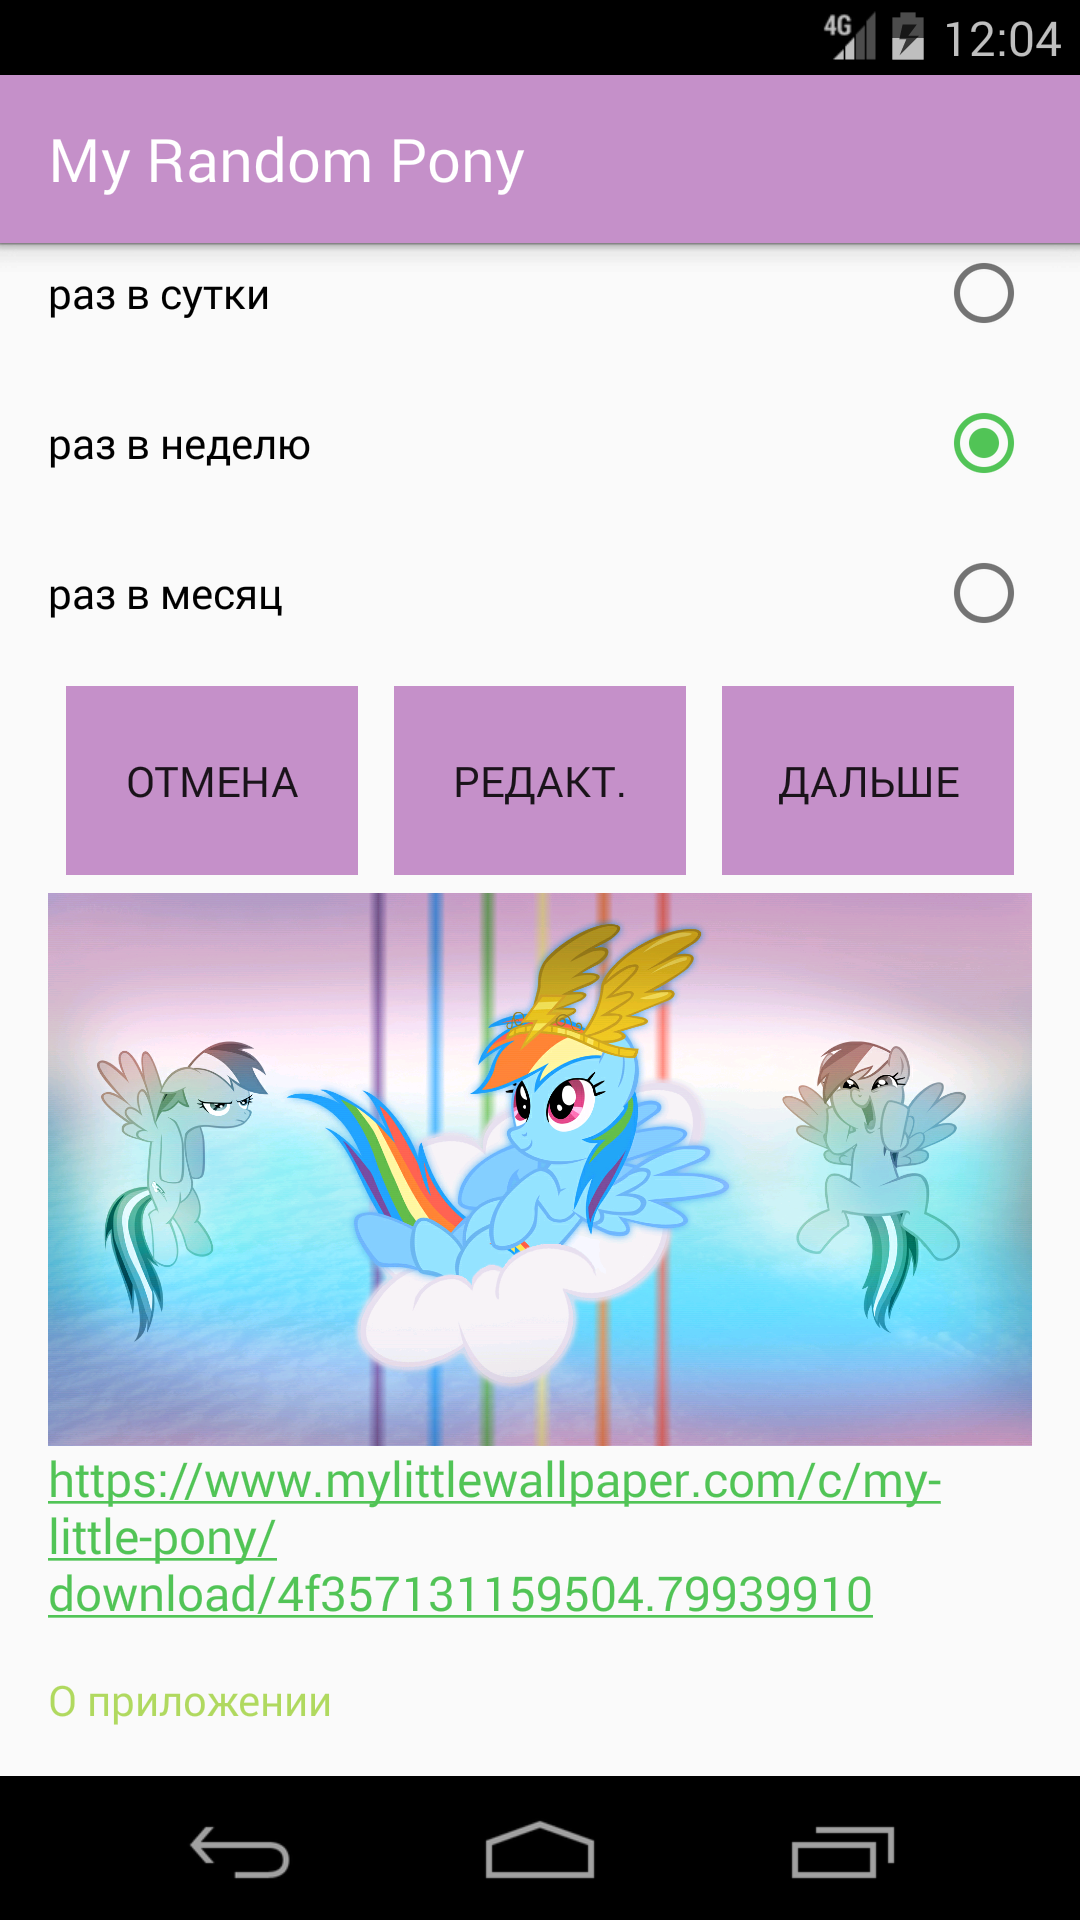 4G 12:04
My Random Pony
раз в сутки
раз в неделю
раз в месяц
ОТМЕНА РЕДАКТ. ДАЛЬШЕ
https://www.mylittlewallpaper.com/c/my-
little-pony/
download/4f357131159504.79939910
О приложении